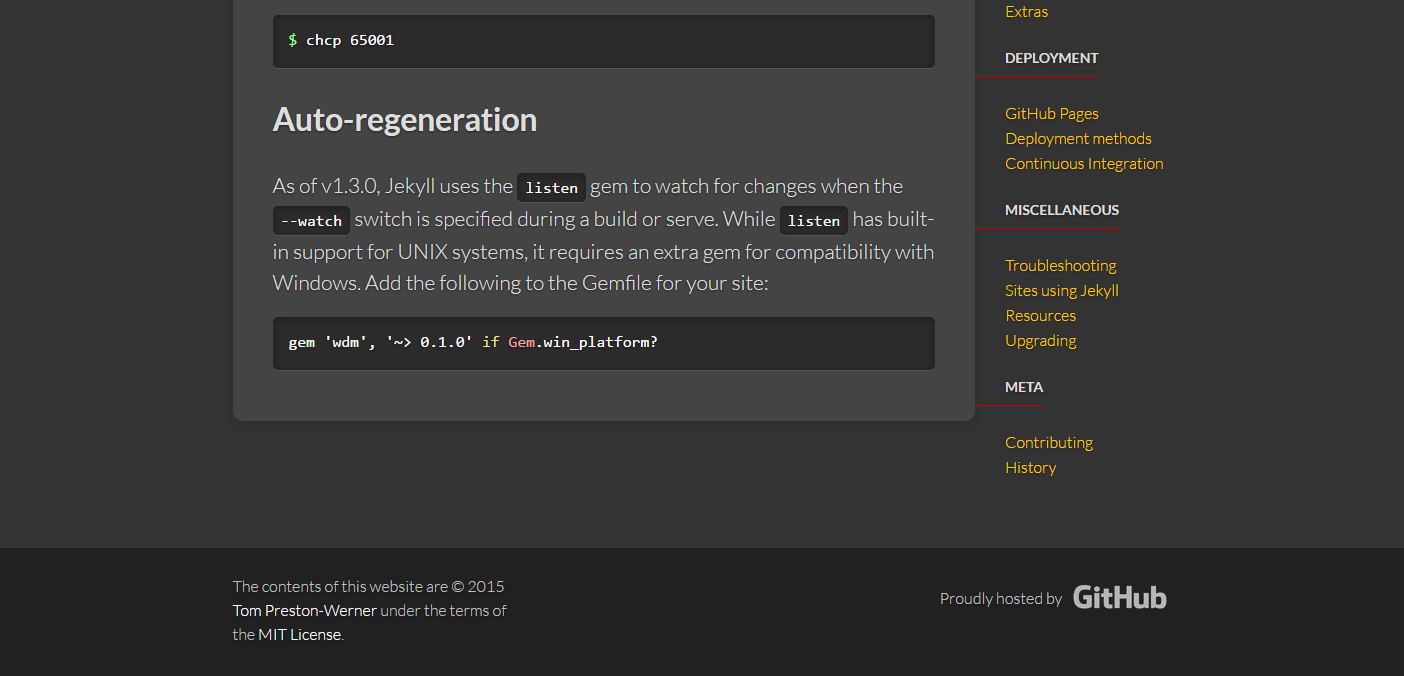 $ chcp 65001
Auto-regeneration
As of v1.3.0, Jekyll uses the listen gem to watch for changes when the
--watch switch is specified during a build or serve. While listen has built-
in support for UNIX systems, it requires an extra gem for compatibility with
Windows. Add the following to the Gemfile for your site:
gem 'wdm', '~> 0.1.0' if Gem.win_platform?
Extras
DEPLOYMENT
GitHub Pages
Deployment methods
Continuous Integration
MISCELLANEOUS
Troubleshooting
Sites using Jekyll
Resources
Upgrading
META
Contributing
History
The contents of this website are © 2015
Tom Preston-Werner under the terms of
the MIT License.
Proudly hosted by GitHub